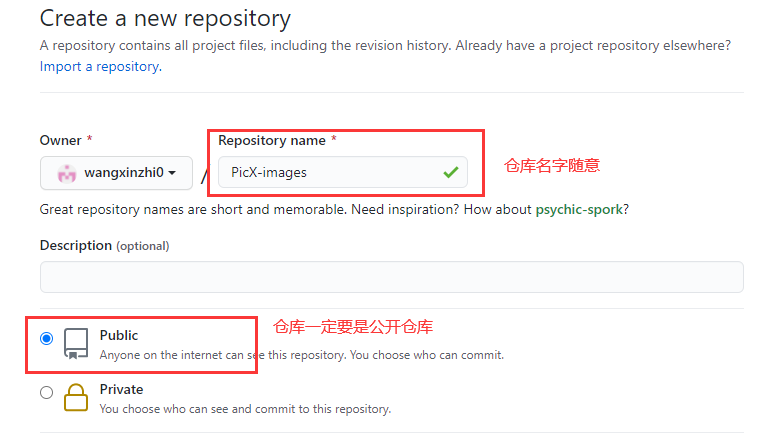 Create a new repository
A repository contains all project files, including the revision history. Already have a project repository elsewhere?
Import a repository.
Owner * Repository name *
wangxinzhi0 / PicX-images 仓库名字随意
Great repository names are short and memorable. Need inspiration? How about psychic-spork?
Description (optional)
仓库一定要是公开仓库
Public
Anyone on the internet can see this repository. You choose who can commit.
Private
You choose who can see and commit to this repository.